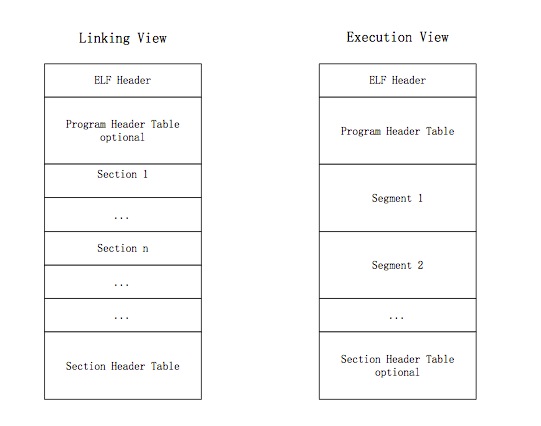 Linking View
ELF Header
Program Header Table
optional
Section 1
...
Section n
...
...
Section Header Table
Execution View
ELF Header
Program Header Table
Segment 1
Segment 2
...
Section Header Table
optional